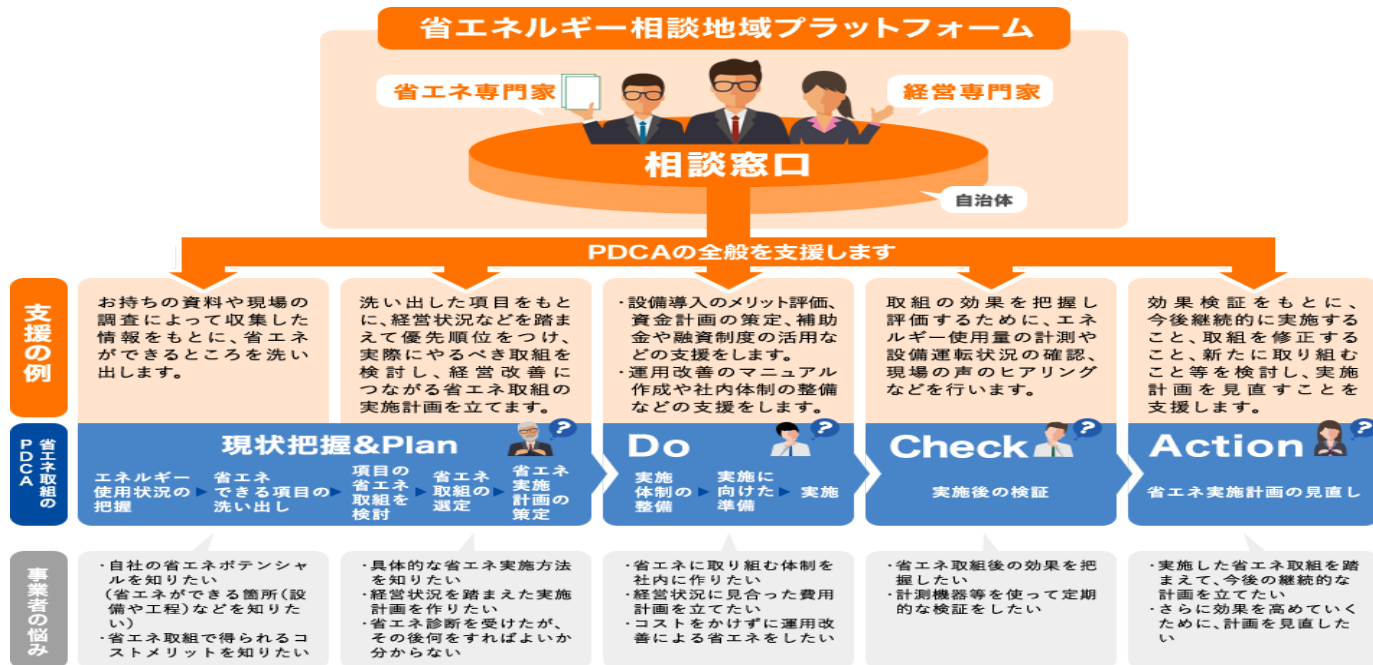 省エネルギー相談地域プラットフォーム
省エネ専門家
経営専門家
相談窓口
自治体
PDCAの全般を支援します
支援の例
お持ちの資料や現場の
調査によって収集した
情報をもとに、省エネ
ができるところを洗い
出します。
洗い出した項目をもと
に、経営状況などを踏ま
えて優先順位をつけ、
実際にやるべき取組を
検討し、経営改善に
つながる省エネ取組の
実施計画を立てます。
・設備導入のメリット評価、
資金計画の策定、補助
金や融資制度の活用な
どの支援をします。
・運用改善のマニュアル
作成や社内体制の整備
などの支援をします。
取組の効果を把握し
評価するために、エネ
ルギー使用量の計測や
設備運転状況の確認、
現場の声のヒアリング
などを行います。
効果検証をもとに、
今後継続的に実施する
こと、取組を修正する
こと、新たに取り組む
こと等を検討し、実施
計画を見直すことを
支援します。
省エネ取組の
PDCA
現状把握&Plan
?
エネルギー
使用状況の
把握
省エネ
できる項目の
洗い出し
項目の
省エネ
取組を
検討
省エネ
取組の
選定
省エネ
実施
計画の
策定
Do
?
実施
体制の
整備
実施に
向けた
準備
実施
Check
?
実施後の検証
Action
?
省エネ実施計画の見直し
事業者の悩み
・自社の省エネポテンシャ
ルを知りたい
(省エネができる箇所(設
備や工程)などを知りた
い)
・省エネ取組で得られるコ
ストメリットを知りたい
・具体的な省エネ実施方法
を知りたい
・経営状況を踏まえた実施
計画を作りたい
・省エネ診断を受けたが、
その後何をすればよいか
分からない
・省エネに取り組む体制を
社内に作りたい
・経営状況に見合った費用
計画を立てたい
・コストをかけずに運用改
善による省エネをしたい
・省エネ取組後の効果を把
握したい
・計測機器等を使って定期
的な検証をしたい
・実施した省エネ取組を踏
まえて、今後の継続的な
計画を立てたい
・さらに効果を高めていく
ために、計画を見直した
い